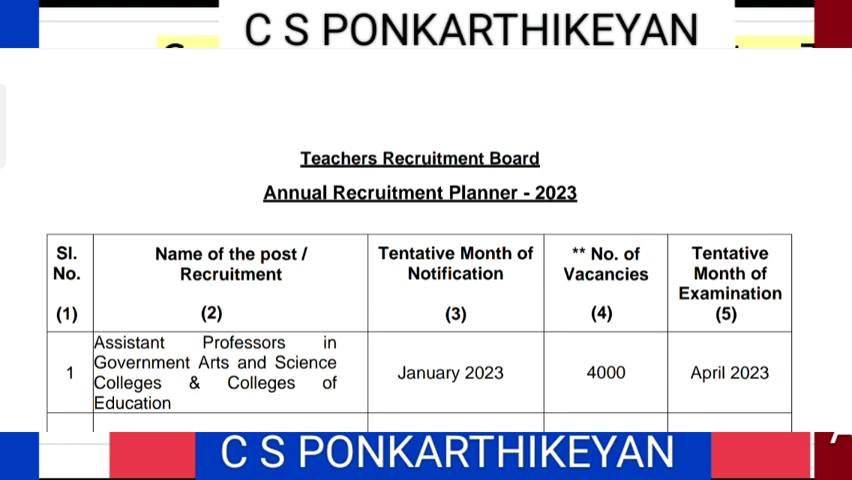 C S PONKARTHIKEYAN
Teachers Recruitment Board
Annual Recruitment Planner - 2023
Sl. No. (1) Name of the post / Recruitment (2) Tentative Month of Notification (3) ** No. of Vacancies (4) Tentative Month of Examination (5)
1 Assistant Professors in Government Arts and Science Colleges & Colleges of Education January 2023 4000 April 2023
C S PONKARTHIKEYAN